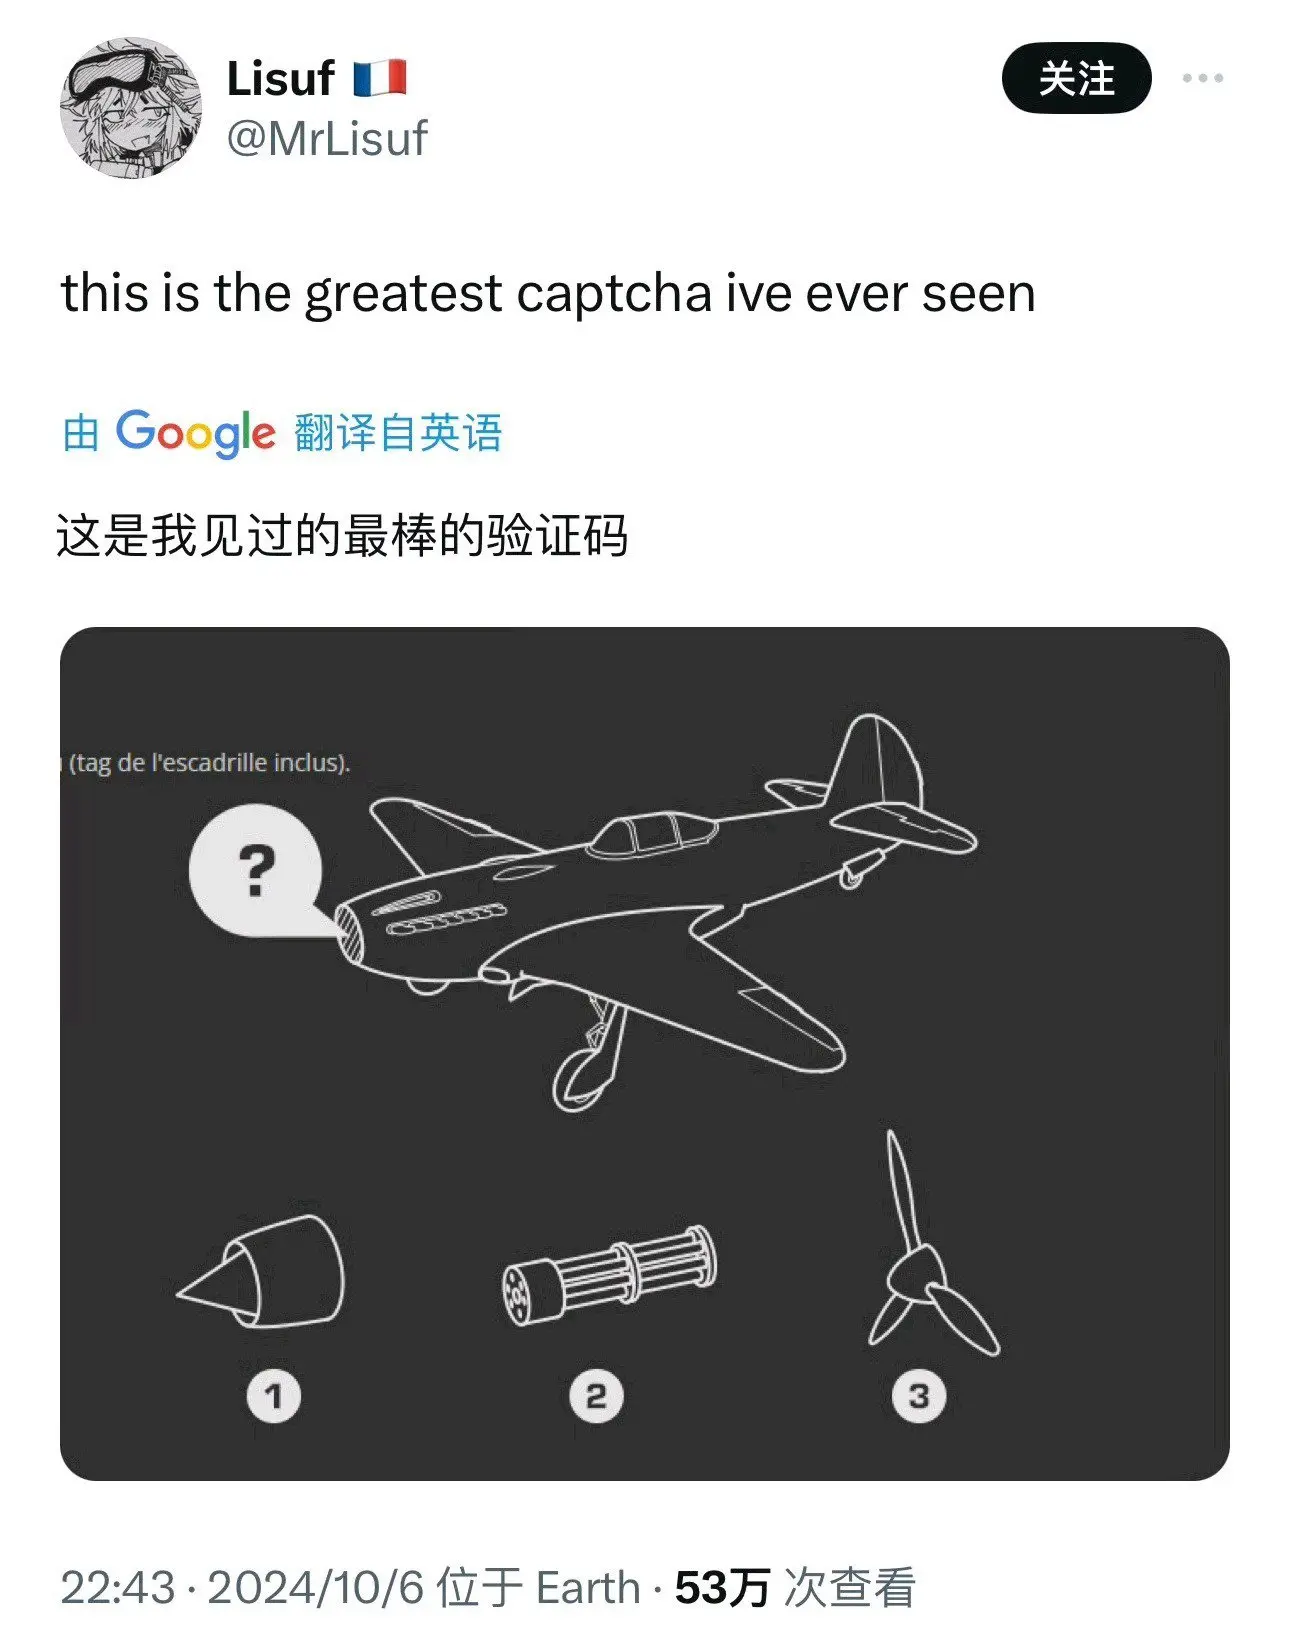 Lisuf 🇫🇷
@MrLisuf
关注
this is the greatest captcha ive ever seen
由 Google 翻译自英语
这是我见过的最棒的验证码
(tag de l'escadrille inclus).
?
1
2
3
22:43 · 2024/10/6 位于 Earth · 53万 次查看